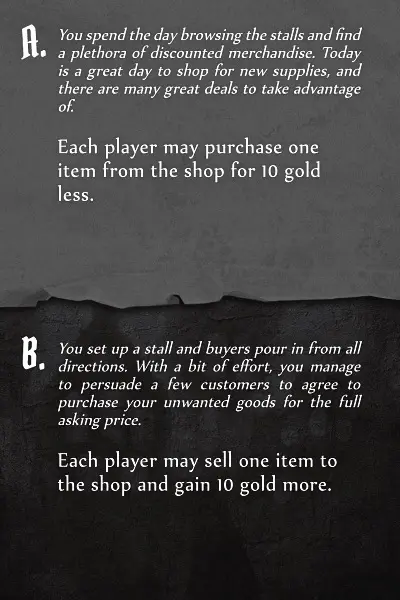 A. You spend the day browsing the stalls and find
a plethora of discounted merchandise. Today
is a great day to shop for new supplies, and
there are many great deals to take advantage
of.
Each player may purchase one
item from the shop for 10 gold
less.
B. You set up a stall and buyers pour in from all
directions. With a bit of effort, you manage
to persuade a few customers to agree to
purchase your unwanted goods for the full
asking price.
Each player may sell one item to
the shop and gain 10 gold more.